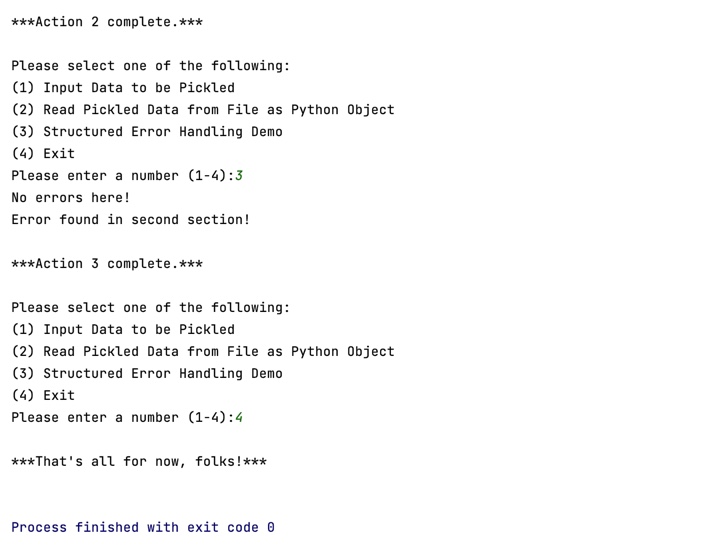 ***Action 2 complete.***
Please select one of the following:
(1) Input Data to be Pickled
(2) Read Pickled Data from File as Python Object
(3) Structured Error Handling Demo
(4) Exit
Please enter a number (1-4):3
No errors here!
Error found in second section!
***Action 3 complete.***
Please select one of the following:
(1) Input Data to be Pickled
(2) Read Pickled Data from File as Python Object
(3) Structured Error Handling Demo
(4) Exit
Please enter a number (1-4):4
***That's all for now, folks!***
Process finished with exit code 0